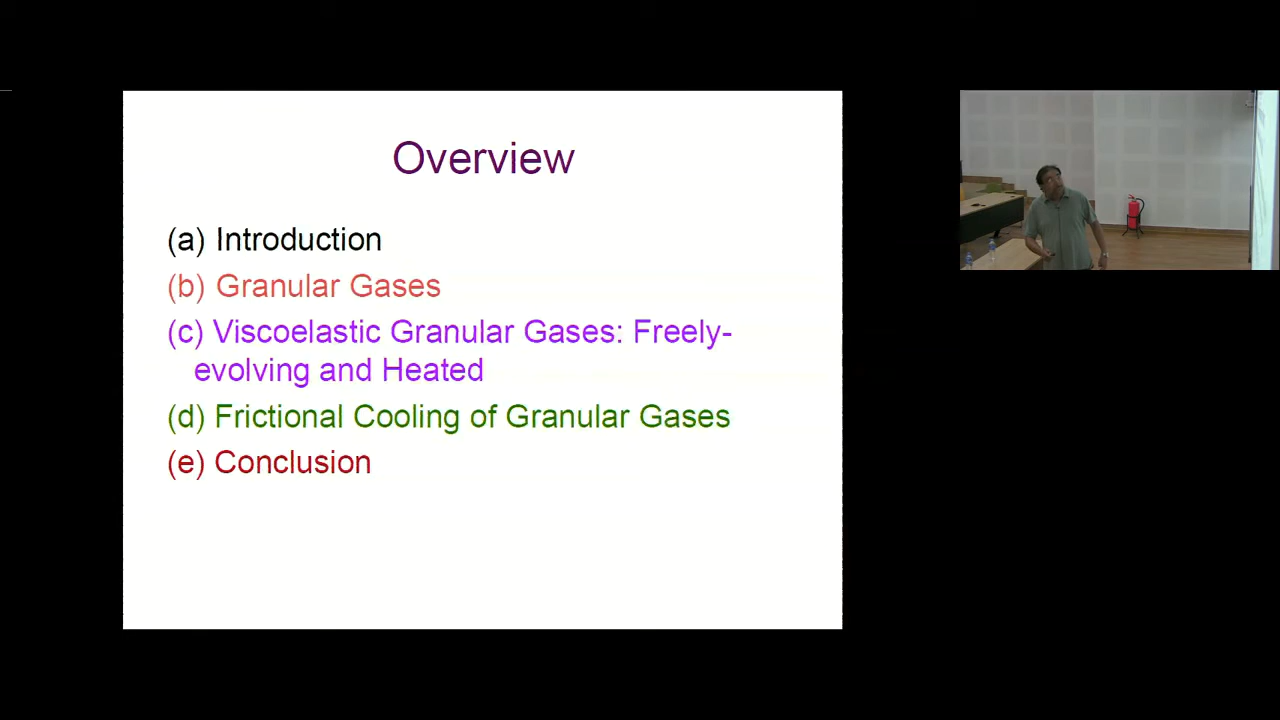 Overview
(a) Introduction
(b) Granular Gases
(c) Viscoelastic Granular Gases: Freely-
evolving and Heated
(d) Frictional Cooling of Granular Gases
(e) Conclusion